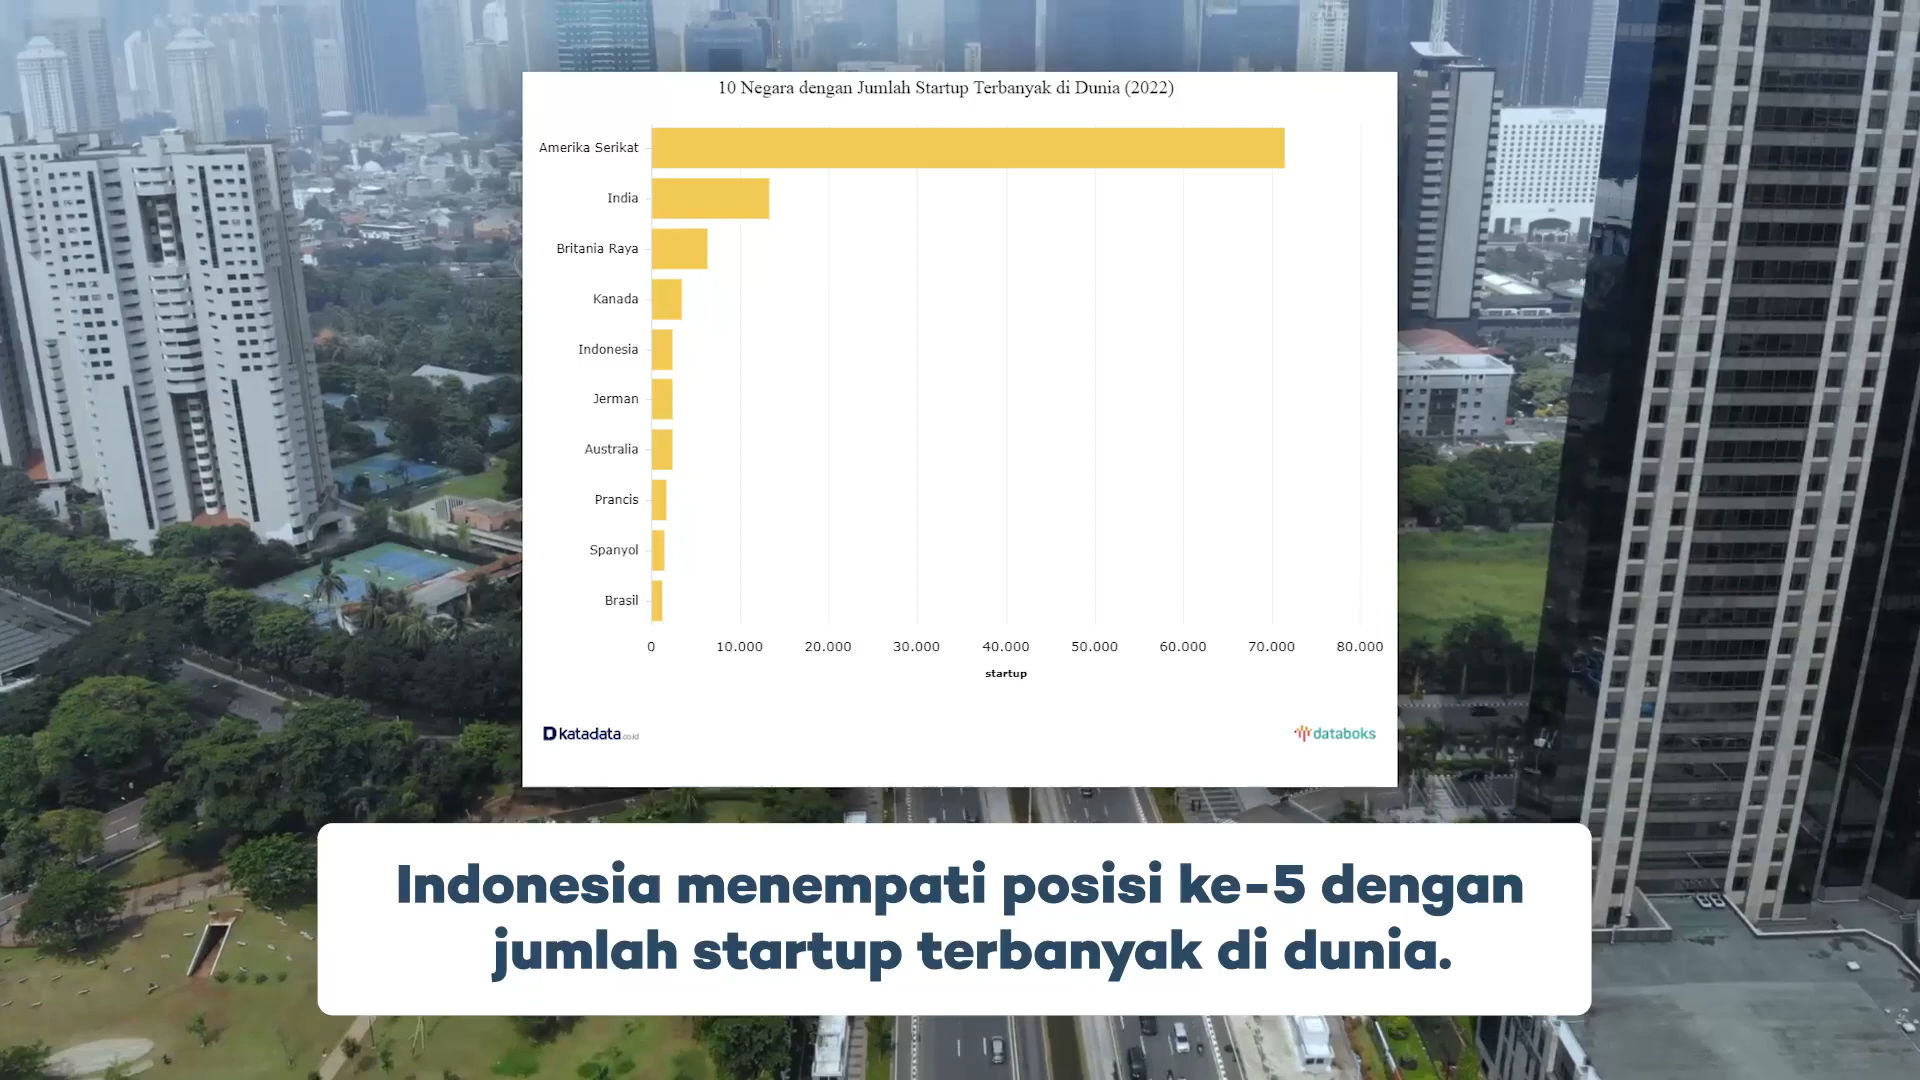 10 Negara dengan Jumlah Startup Terbanyak di Dunia (2022)
Amerika Serikat
India
Britania Raya
Kanada
Indonesia
Jerman
Australia
Prancis
Spanyol
Brasil
0 10.000 20.000 30.000 40.000 50.000 60.000 70.000 80.000
startup
katadata.co.id
databoks
Indonesia menempati posisi ke-5 dengan
jumlah startup terbanyak di dunia.